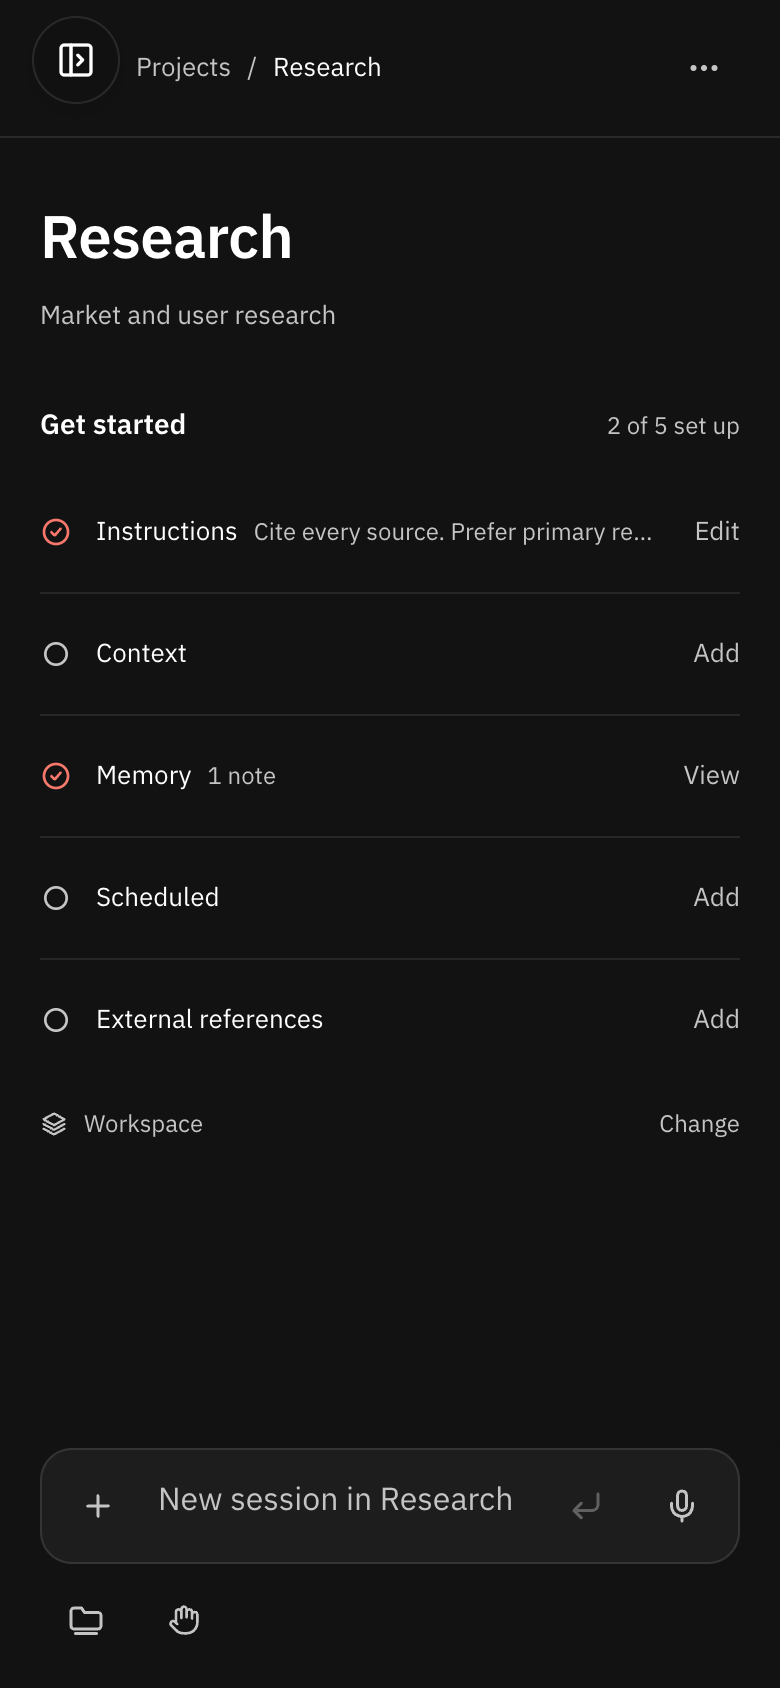 Projects / Research
Research
Market and user research
Get started 2 of 5 set up
Instructions Cite every source. Prefer primary re... Edit
Context Add
Memory 1 note View
Scheduled Add
External references Add
Workspace Change
New session in Research